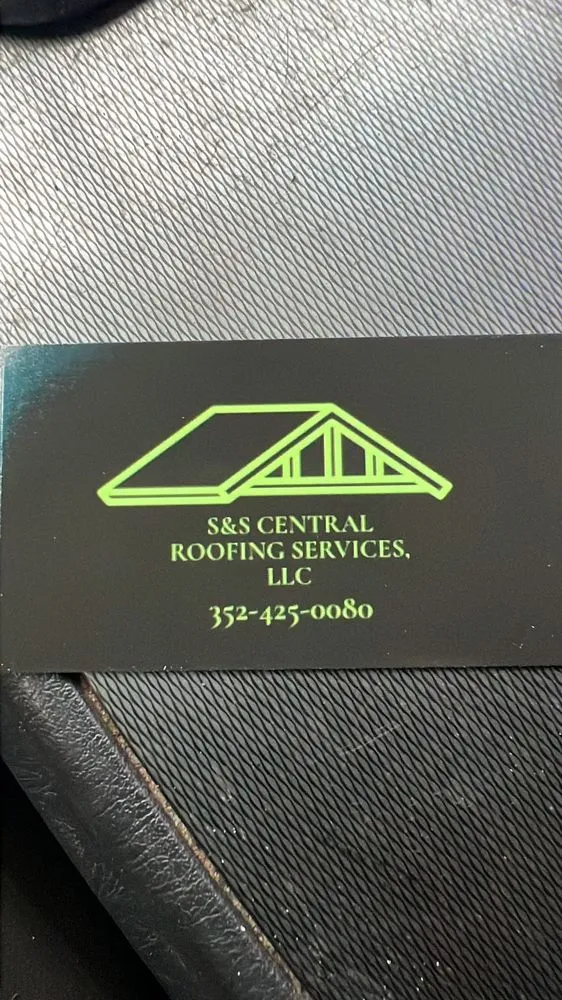 S&S CENTRAL
ROOFING SERVICES,
LLC
352-425-0080